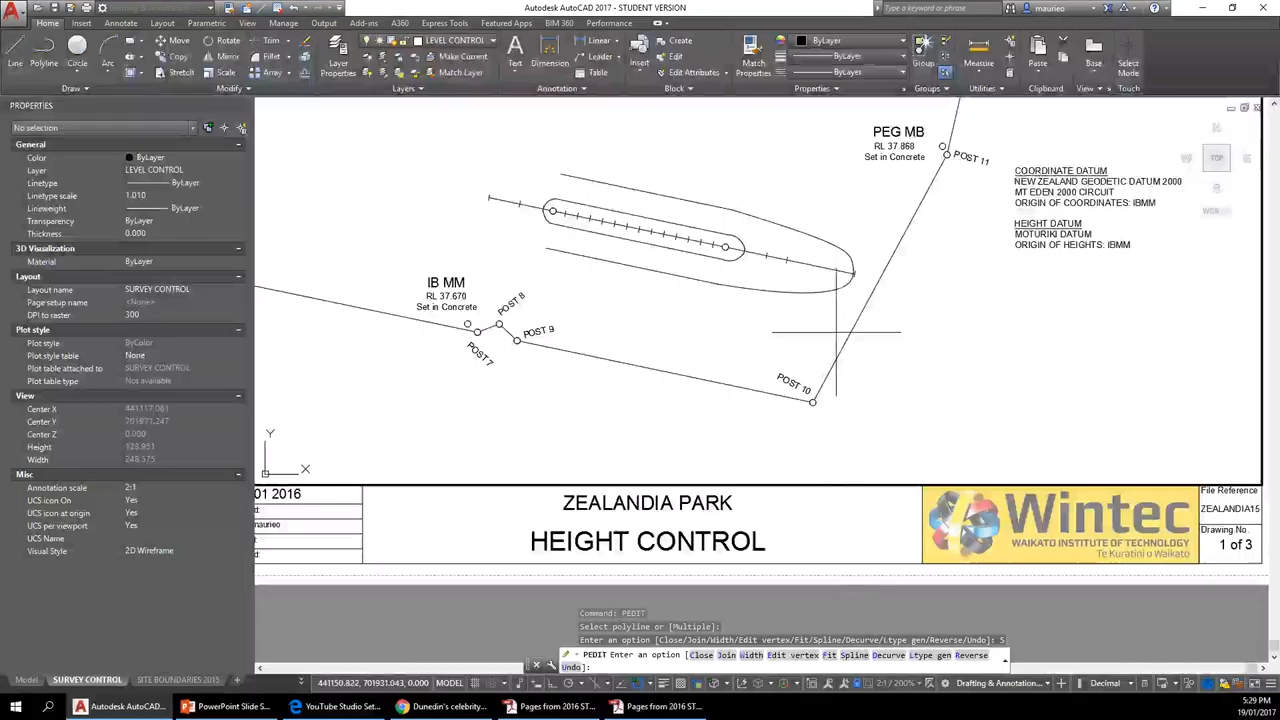 Autodesk AutoCAD 2017 - STUDENT VERSION
Type a keyword or phrase
maurieo
Home Insert Annotate Parametric View Manage Output Add-ins A360 Express Tools Featured Apps BIM 360 Performance
Line Polyline Circle Arc
Move Rotate Trim
Copy Mirror Fillet
Stretch Scale Array
Layer Properties
LEVEL CONTROL
Make Current
Match Layer
Text Dimension
Linear
Leader
Table
Insert
Create
Edit
Edit Attributes
Match Properties
ByLayer
ByLayer
ByLayer
Group
Measure
Paste
Base
Select Mode
Draw Modify Layers Annotation Block Properties Groups Utilities Clipboard View Touch
PROPERTIES
No selection
General
Color ByLayer
Layer LEVEL CONTROL
Linetype ByLayer
Linetype scale 1.010
Lineweight ByLayer
Transparency ByLayer
Thickness 0.000
3D Visualization
Material ByLayer
Layout
Layout name SURVEY CONTROL
Page setup name <None>
DPI to raster 300
Plot style
Plot style ByColor
Plot style table None
Plot table attached to SURVEY CONTROL
Plot table type Not available
View
Center X 441117.061
Center Y 701971.247
Center Z 0.000
Height 128.951
Width 248.575
Misc
Annotation scale 2:1
UCS icon On Yes
UCS icon at origin Yes
UCS per viewport Yes
UCS Name
Visual Style 2D Wireframe
PEG MB
RL 37.868
Set in Concrete
POST 11
COORDINATE DATUM
NEW ZEALAND GEODETIC DATUM 2000
MT EDEN 2000 CIRCUIT
ORIGIN OF COORDINATES: IBMM
HEIGHT DATUM
MOTURIKI DATUM
ORIGIN OF HEIGHTS: IBMM
N
W TOP E
S
IB MM
RL 37.670
Set in Concrete
POST 8
POST 9
POST 7
POST 10
Y
X
01 2016
maurieo
ZEALANDIA PARK
HEIGHT CONTROL
Wintec
WAIKATO INSTITUTE OF TECHNOLOGY
Te Kuratini o Waikato
File Reference
ZEALANDIA15
Drawing No.
1 of 3
Command: PEDIT
Select polyline or [Multiple]:
Enter an option [Close/Join/Width/Edit vertex/Fit/Spline/Decurve/Ltype gen/Reverse/Undo]: S
PEDIT Enter an option [Close Join Width Edit vertex Fit Spline Decurve Ltype gen Reverse
Undo]:
Model SURVEY CONTROL SITE BOUNDARIES 2015 +
441150.822, 701931.043, 0.000 MODEL
2:1 / 200%
Drafting & Annotation
Decimal
Autodesk AutoCAD 20...
PowerPoint Slide S...
YouTube Studio Set...
Dunedin's celebrity...
Pages from 2016 ST...
Pages from 2016 ST...
5:29 PM
19/01/2017